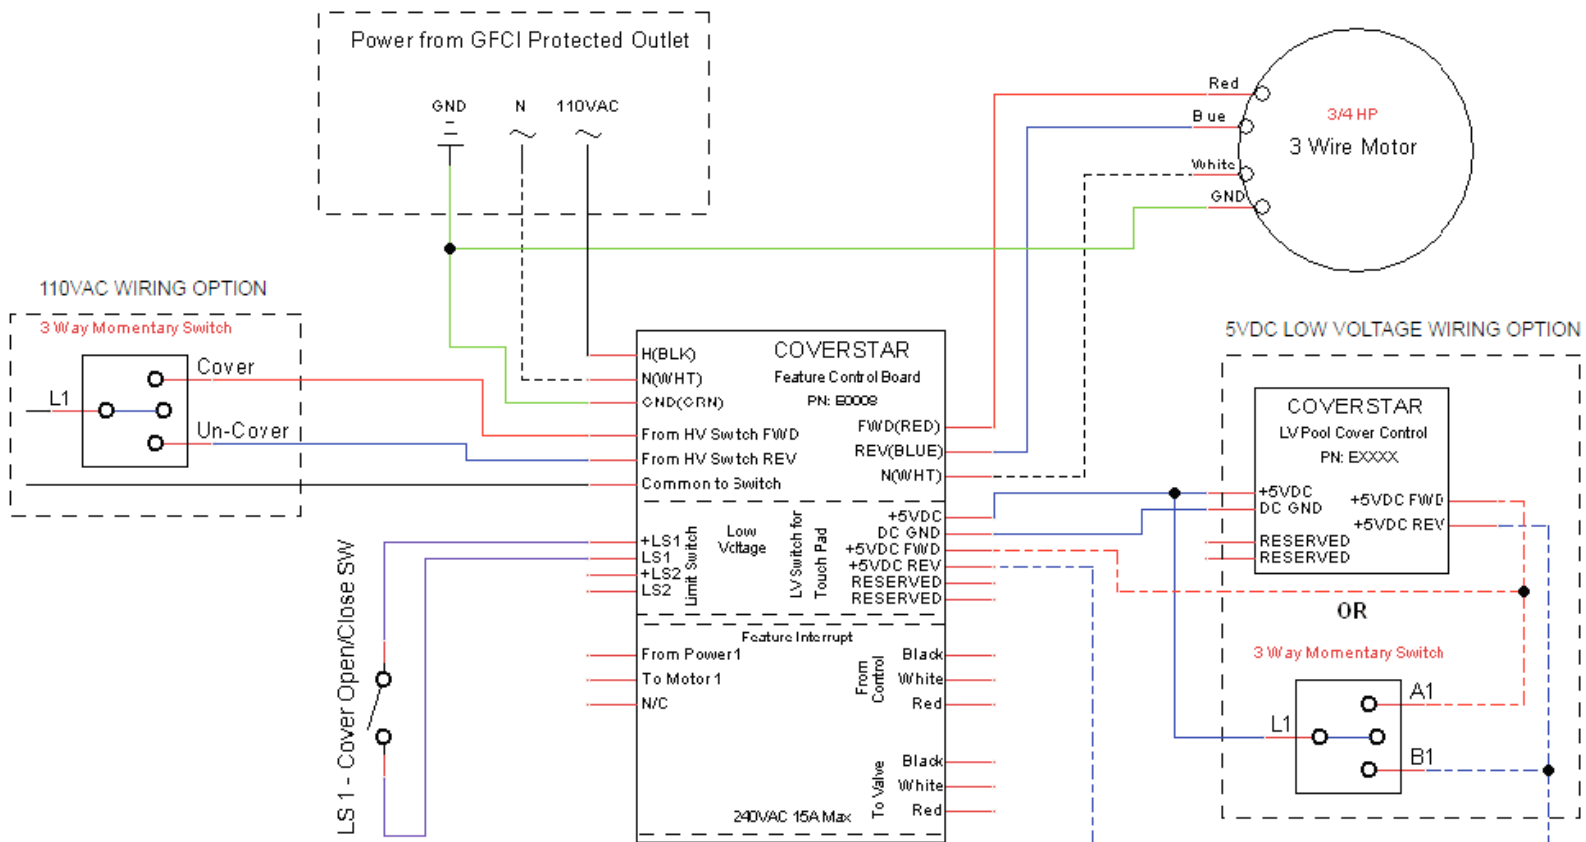 Power from GFCI Protected Outlet
GND N 110VAC
Red
Blue
White
GND
3/4 HP
3 Wire Motor
110VAC WIRING OPTION
3 Way Momentary Switch
Cover
L1
Un-Cover
COVERSTAR
Feature Control Board
PN: E0008
H(BLK)
N(WHT)
GND(GRN)
From HV Switch FWD
From HV Switch REV
Common to Switch
FWD(RED)
REV(BLUE)
N(WHT)
+LS1
LS1
+LS2
LS2
Limit Switch
Low
Voltage
LV Switch for
Touch Pad
+5VDC
DC GND
+5VDC FWD
+5VDC REV
RESERVED
RESERVED
Feature Interrupt
From Power1
To Motor 1
N/C
From
Control
Black
White
Red
To Valve
Black
White
Red
240VAC 15A Max
LS 1 - Cover Open/Close SW
5VDC LOW VOLTAGE WIRING OPTION
COVERSTAR
LV Pool Cover Control
PN: EXXXX
+5VDC
DC GND
+5VDC FWD
+5VDC REV
RESERVED
RESERVED
OR
3 Way Momentary Switch
A1
L1
B1